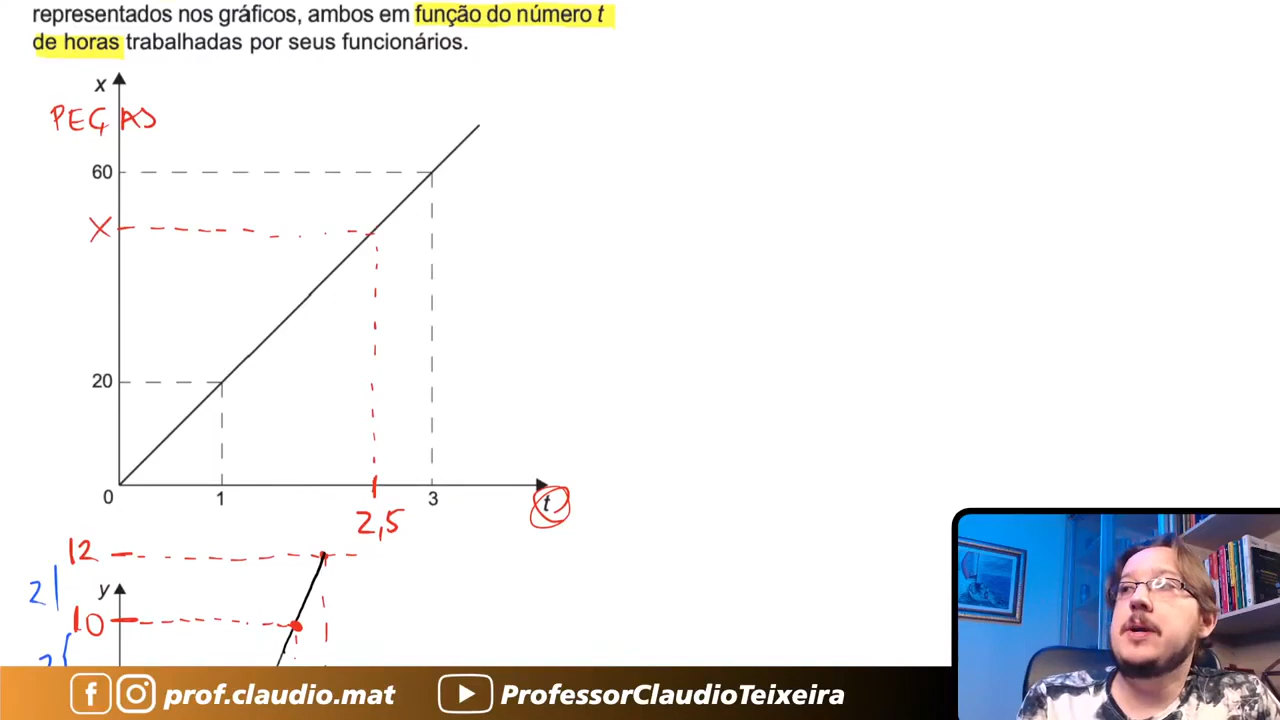 representados nos gráficos, ambos em função do número t
de horas trabalhadas por seus funcionários.
x
PEÇAS
60
X
20
0
1
3
t
2,5
12
2
y
10
2
prof.claudio.mat
ProfessorClaudioTeixeira